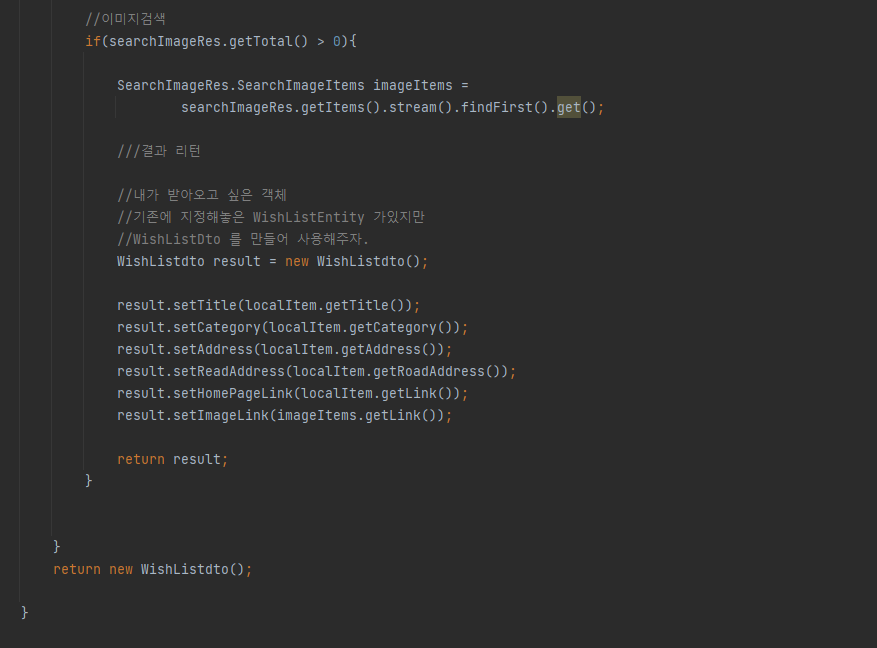 //이미지검색
if(searchImageRes.getTotal() > 0){
SearchImageRes.SearchImageItems imageItems =
searchImageRes.getItems().stream().findFirst().get();
///결과 리턴
//내가 받아오고 싶은 객체
//기존에 지정해놓은 WishListEntity 가있지만
//WishListDto 를 만들어 사용해주자.
WishListdto result = new WishListdto();
result.setTitle(localItem.getTitle());
result.setCategory(localItem.getCategory());
result.setAddress(localItem.getAddress());
result.setReadAddress(localItem.getRoadAddress());
result.setHomePageLink(localItem.getLink());
result.setImageLink(imageItems.getLink());
return result;
}
}
return new WishListdto();
}